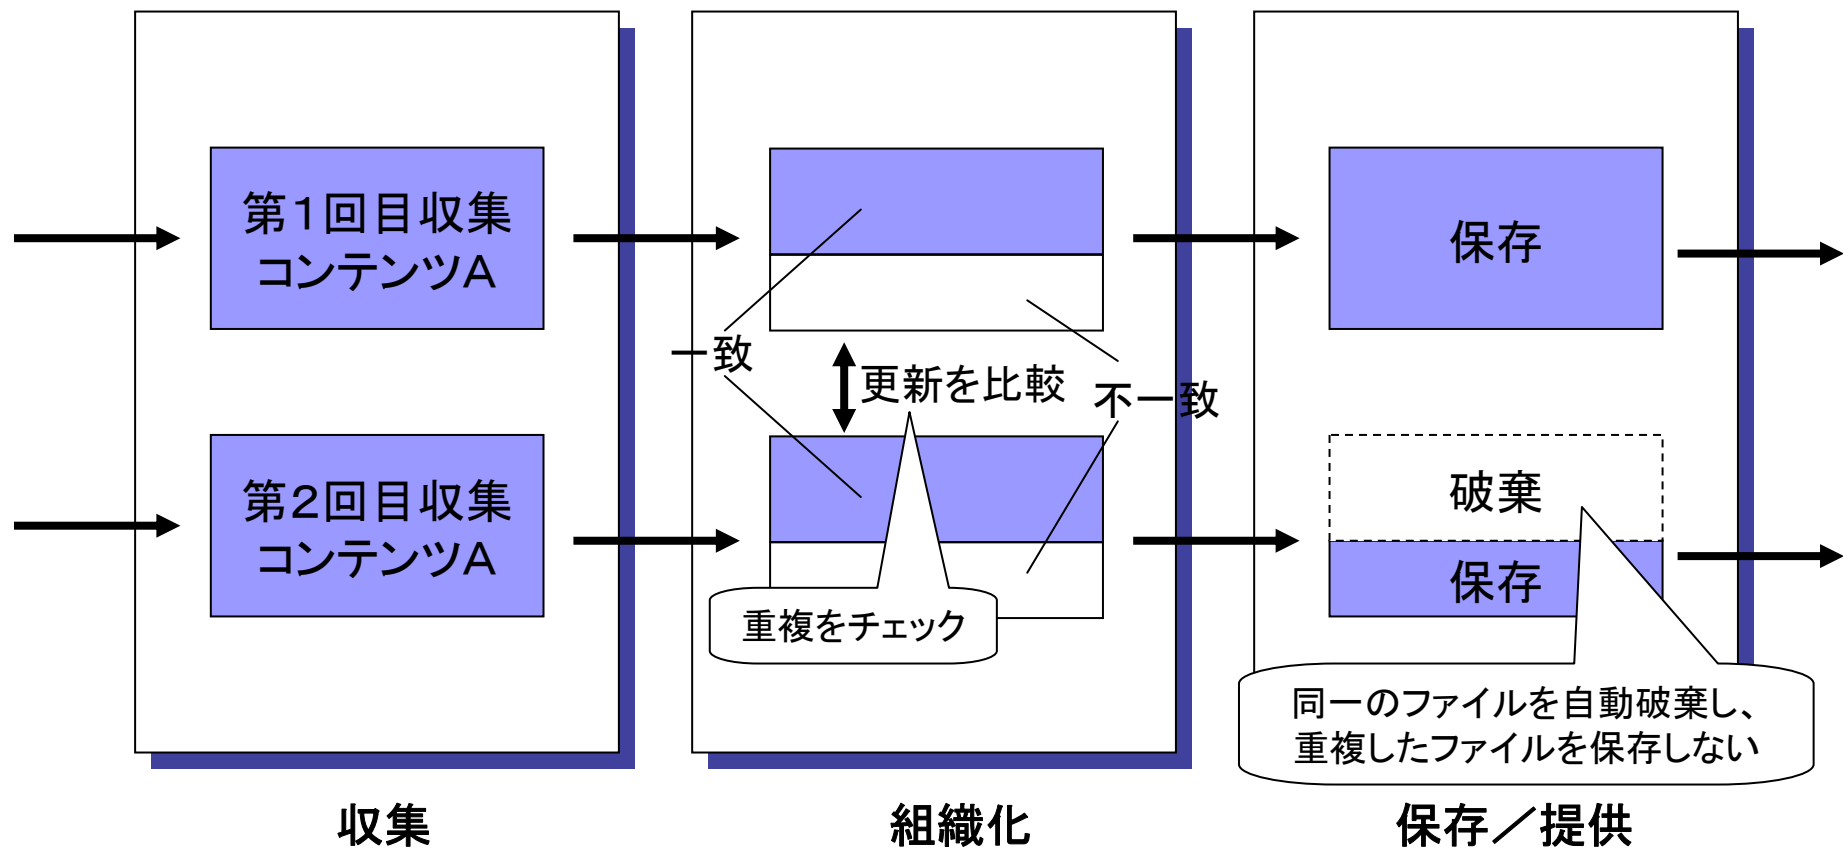 第1回目収集
コンテンツA
一致
更新を比較
不一致
保存
第2回目収集
コンテンツA
重複をチェック
破棄
保存
同一のファイルを自動破棄し、
重複したファイルを保存しない
収集
組織化
保存／提供